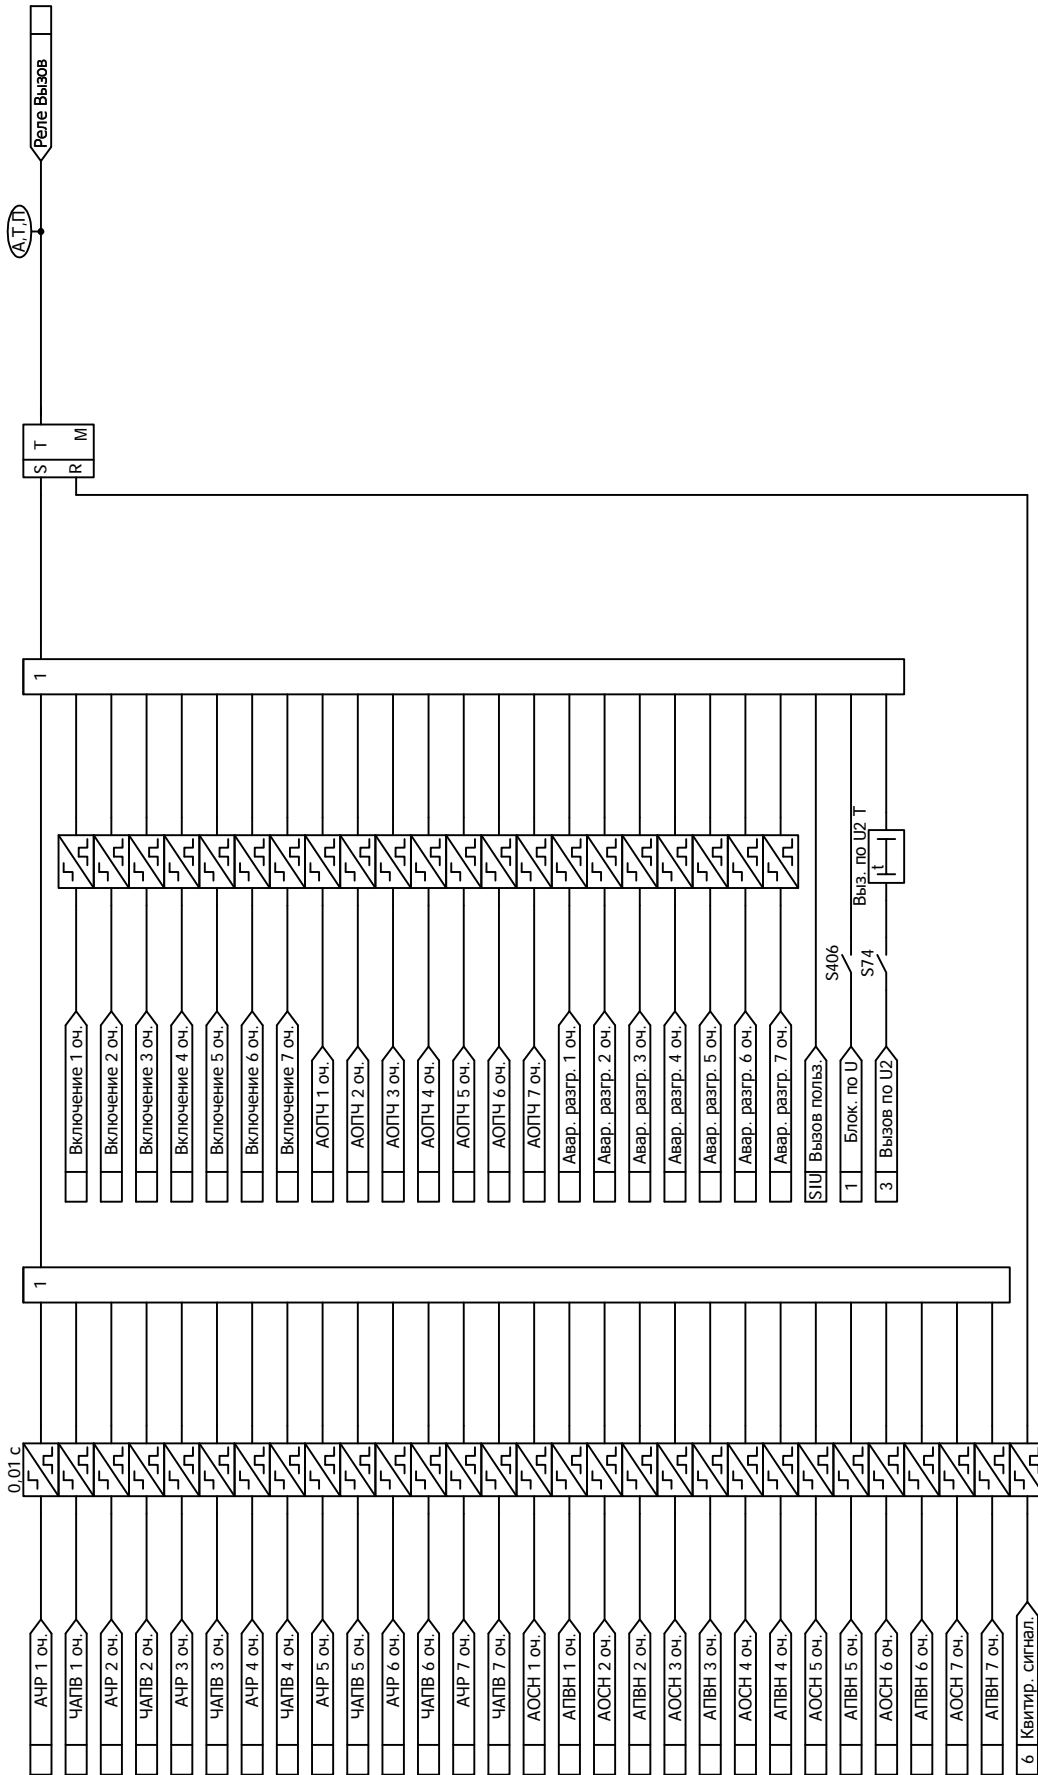 0,01 с
АЧР 1 оч.
ЧАПВ 1 оч.
АЧР 2 оч.
ЧАПВ 2 оч.
АЧР 3 оч.
ЧАПВ 3 оч.
АЧР 4 оч.
ЧАПВ 4 оч.
АЧР 5 оч.
ЧАПВ 5 оч.
АЧР 6 оч.
ЧАПВ 6 оч.
АЧР 7 оч.
ЧАПВ 7 оч.
АОСН 1 оч.
АПВН 1 оч.
АОСН 2 оч.
АПВН 2 оч.
АОСН 3 оч.
АПВН 3 оч.
АОСН 4 оч.
АПВН 4 оч.
АОСН 5 оч.
АПВН 5 оч.
АОСН 6 оч.
АПВН 6 оч.
АОСН 7 оч.
АПВН 7 оч.
6 Квитир. сигнал.
1
Включение 1 оч.
Включение 2 оч.
Включение 3 оч.
Включение 4 оч.
Включение 5 оч.
Включение 6 оч.
Включение 7 оч.
АОПЧ 1 оч.
АОПЧ 2 оч.
АОПЧ 3 оч.
АОПЧ 4 оч.
АОПЧ 5 оч.
АОПЧ 6 оч.
АОПЧ 7 оч.
Авар. разгр. 1 оч.
Авар. разгр. 2 оч.
Авар. разгр. 3 оч.
Авар. разгр. 4 оч.
Авар. разгр. 5 оч.
Авар. разгр. 6 оч.
Авар. разгр. 7 оч.
SIU Вызов польз.
1 Блок. по U
S406
3 Вызов по U2
S74
Выз. по U2 T
t
1
S T
R M
А,Т,П
Реле Вызов